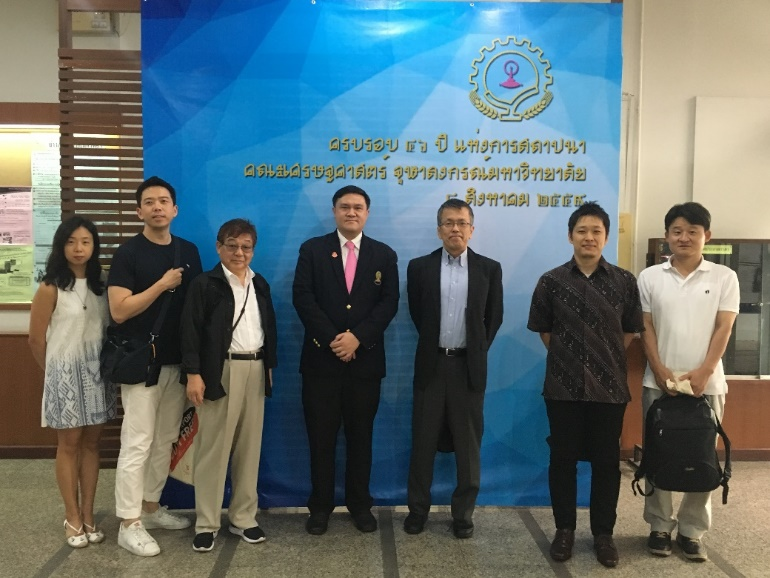 ครบรอบ ๔๖ ปี แห่งการสถาปนา
คณะเศรษฐศาสตร์ จุฬาลงกรณ์มหาวิทยาลัย
สิงหาคม ๒๕๕๙